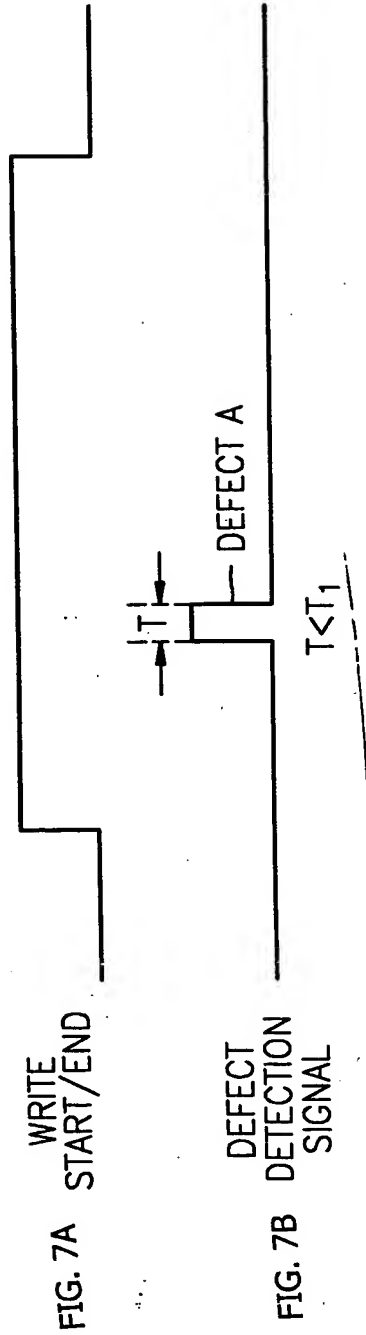 FIG. 7A
WRITE
START/END
T
DEFECT A
FIG. 7B
DEFECT
DETECTION
SIGNAL
T<T1